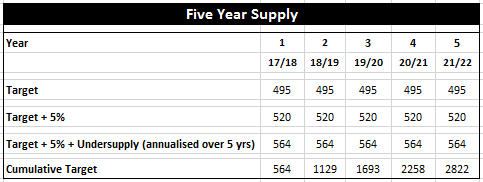 Five Year Supply
Year 1 2 3 4 5
17/18 18/19 19/20 20/21 21/22
Target 495 495 495 495 495
Target + 5% 520 520 520 520 520
Target + 5% + Undersupply (annualised over 5 yrs) 564 564 564 564 564
Cumulative Target 564 1129 1693 2258 2822